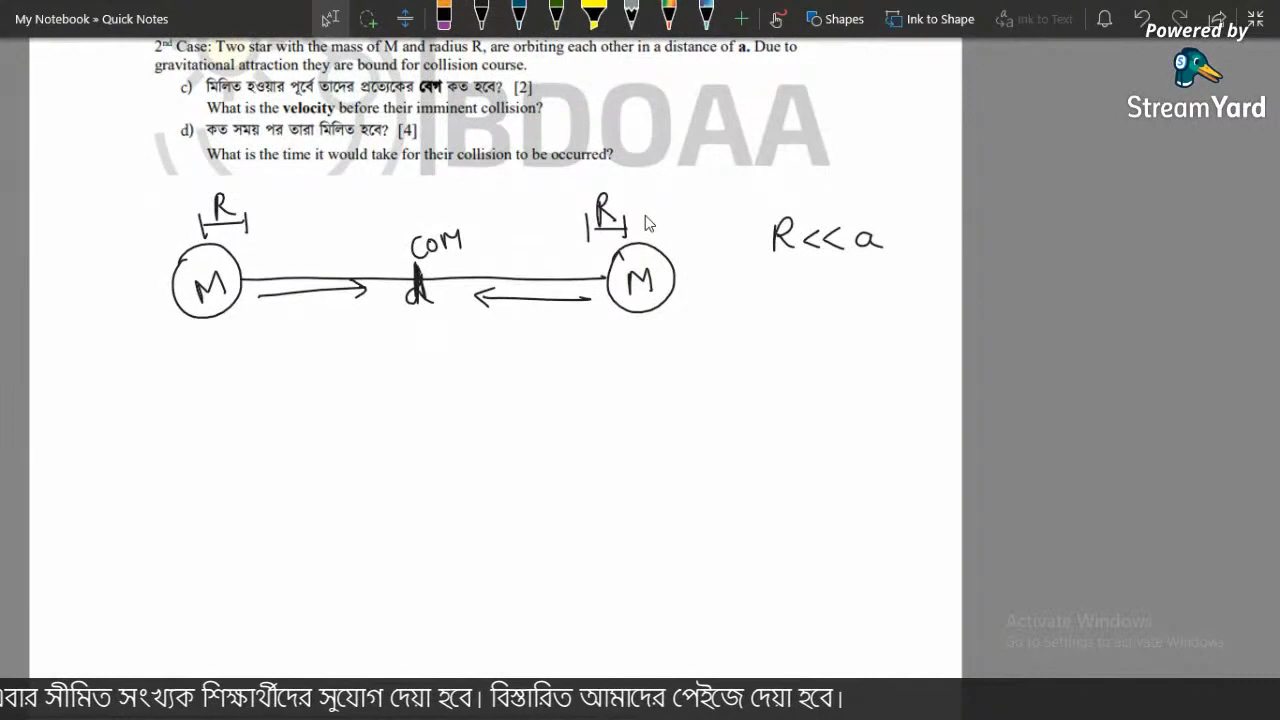 My Notebook » Quick Notes
Shapes
Ink to Shape
Ink to Text
Powered by
StreamYard
2nd Case: Two star with the mass of M and radius R, are orbiting each other in a distance of a. Due to
gravitational attraction they are bound for collision course.
c) মিলিত হওয়ার পূর্বে তাদের প্রত্যেকের বেগ কত হবে? [2]
What is the velocity before their imminent collision?
d) কত সময় পর তারা মিলিত হবে? [4]
What is the time it would take for their collision to be occurred?
BDOAA
R
R
COM
R << a
M
d
M
Activate Windows
Go to Settings to activate Windows.
এবার সীমিত সংখ্যক শিক্ষার্থীদের সুযোগ দেয়া হবে। বিস্তারিত আমাদের পেইজে দেয়া হবে।